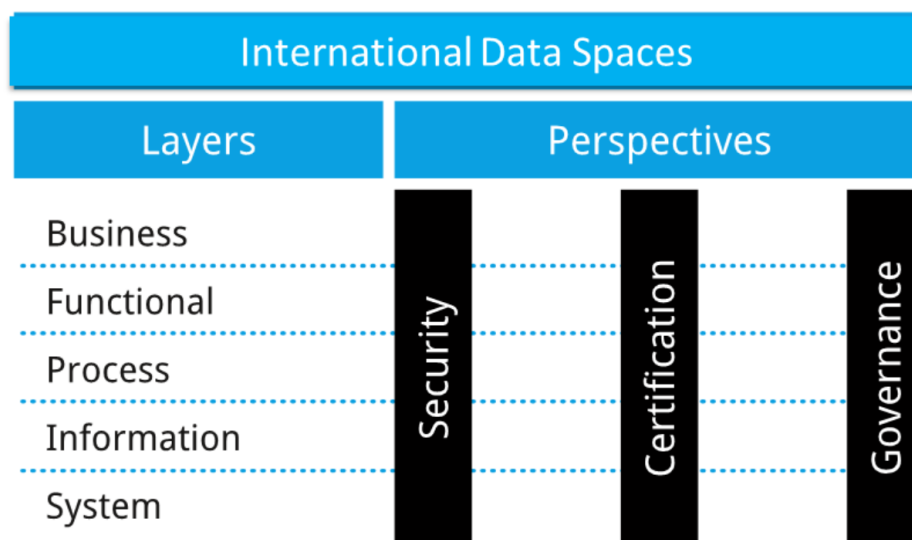 International Data Spaces
Layers
Perspectives
Business
Functional
Process
Information
System
Security
Certification
Governance